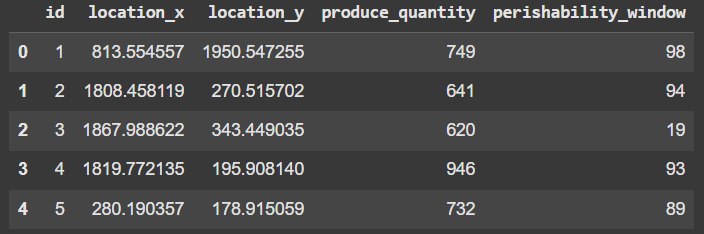 id location_x location_y produce_quantity perishability_window
0 1 813.554557 1950.547255 749 98
1 2 1808.458119 270.515702 641 94
2 3 1867.988622 343.449035 620 19
3 4 1819.772135 195.908140 946 93
4 5 280.190357 178.915059 732 89